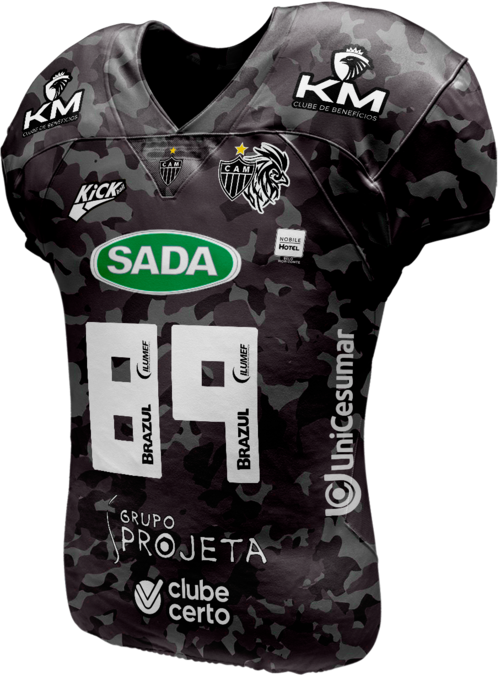 KM
CLUBE DE BENEFÍCIOS
KM
CLUBE DE BENEFÍCIOS
CAM
CAM
KiCK
NOBILE
HOTEL
SADA
89
BRAZUL
ILUMEF
BRAZUL
ILUMEF
UniCesumar
GRUPO
PROJETA
clube
certo